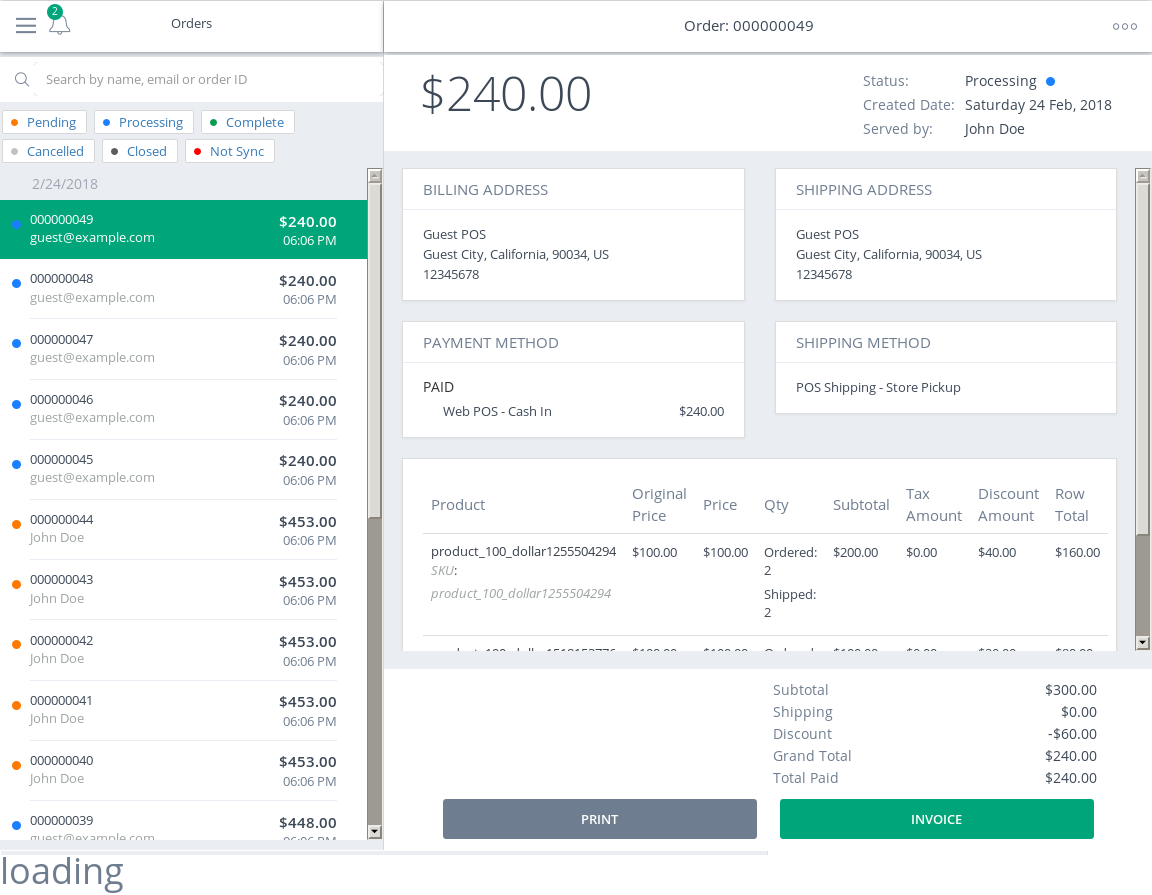 2
Orders
Order: 000000049
Search by name, email or order ID
Pending
Processing
Complete
Cancelled
Closed
Not Sync
2/24/2018
000000049 $240.00
guest@example.com 06:06 PM
000000048 $240.00
guest@example.com 06:06 PM
000000047 $240.00
guest@example.com 06:06 PM
000000046 $240.00
guest@example.com 06:06 PM
000000045 $240.00
guest@example.com 06:06 PM
000000044 $453.00
John Doe 06:06 PM
000000043 $453.00
John Doe 06:06 PM
000000042 $453.00
John Doe 06:06 PM
000000041 $453.00
John Doe 06:06 PM
000000040 $453.00
John Doe 06:06 PM
000000039 $448.00
guest@example.com 06:06 PM
$240.00
Status: Processing
Created Date: Saturday 24 Feb, 2018
Served by: John Doe
BILLING ADDRESS
Guest POS
Guest City, California, 90034, US
12345678
SHIPPING ADDRESS
Guest POS
Guest City, California, 90034, US
12345678
PAYMENT METHOD
PAID
Web POS - Cash In $240.00
SHIPPING METHOD
POS Shipping - Store Pickup
Product
Original
Price
Price
Qty
Subtotal
Tax
Amount
Discount
Amount
Row
Total
product_100_dollar1255504294 $100.00 $100.00 Ordered: $200.00 $0.00 $40.00 $160.00
SKU: 2
product_100_dollar1255504294 Shipped:
2
Subtotal $300.00
Shipping $0.00
Discount -$60.00
Grand Total $240.00
Total Paid $240.00
PRINT
INVOICE
loading